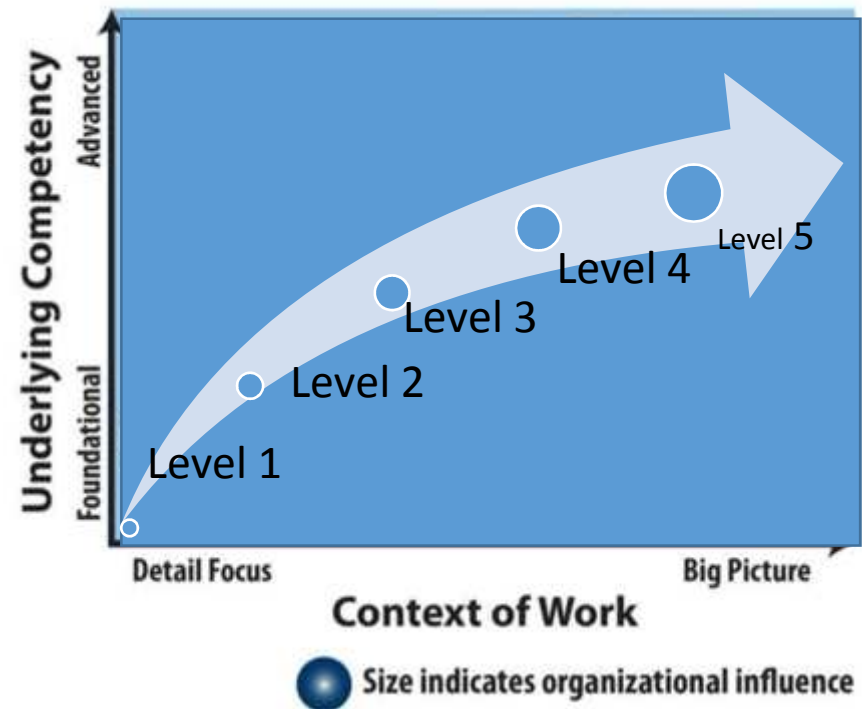 Underlying Competency
Advanced
Foundational
Level 5
Level 4
Level 3
Level 2
Level 1
Detail Focus
Big Picture
Context of Work
Size indicates organizational influence